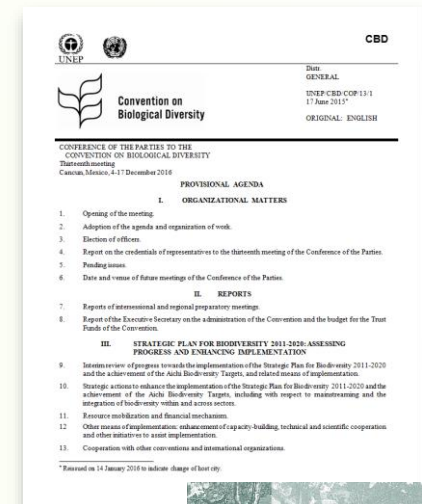 CBD
UNEP
Distr.
GENERAL
UNEP/CBD/COP/13/1
17 June 2015*
ORIGINAL: ENGLISH
Convention on
Biological Diversity
CONFERENCE OF THE PARTIES TO THE
CONVENTION ON BIOLOGICAL DIVERSITY
Thirteenth meeting
Cancun, Mexico, 4-17 December 2016
PROVISIONAL AGENDA
I. ORGANIZATIONAL MATTERS
1. Opening of the meeting.
2. Adoption of the agenda and organization of work.
3. Election of officers.
4. Report on the credentials of representatives to the thirteenth meeting of the Conference of the Parties.
5. Pending issues.
6. Date and venue of future meetings of the Conference of the Parties.
II. REPORTS
7. Reports of intersessional and regional preparatory meetings.
8. Report of the Executive Secretary on the administration of the Convention and the budget for the Trust
Funds of the Convention.
III. STRATEGIC PLAN FOR BIODIVERSITY 2011-2020: ASSESSING
PROGRESS AND ENHANCING IMPLEMENTATION
9. Interim review of progress towards the implementation of the Strategic Plan for Biodiversity 2011-2020
and the achievement of the Aichi Biodiversity Targets, and related means of implementation.
10. Strategic actions to enhance the implementation of the Strategic Plan for Biodiversity 2011-2020 and the
achievement of the Aichi Biodiversity Targets, including with respect to mainstreaming and the
integration of biodiversity within and across sectors.
11. Resource mobilization and financial mechanism.
12 Other means of implementation: enhancement of capacity-building, technical and scientific cooperation
and other initiatives to assist implementation.
13. Cooperation with other conventions and international organizations.
* Reissued on 14 January 2016 to indicate change of host city.